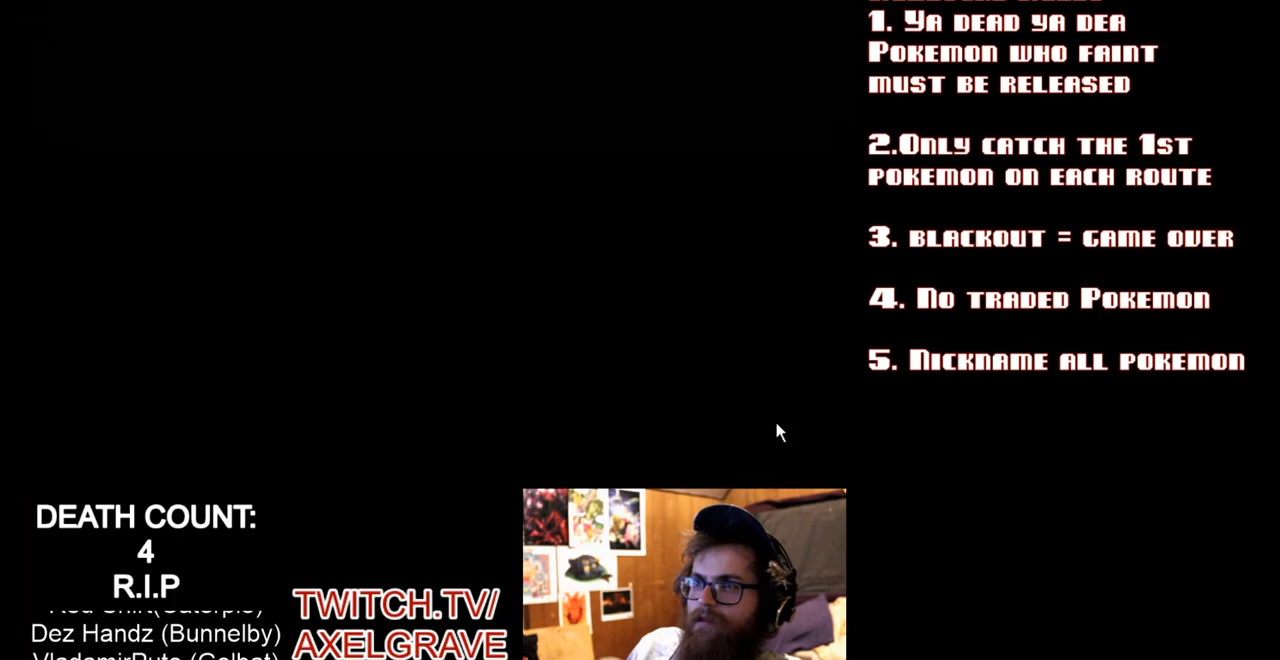 1. Ya dead ya dea
Pokemon who faint
must be released
2.Only catch the 1st
pokemon on each route
3. blackout = game over
4. No traded Pokemon
5. Nickname all pokemon
DEATH COUNT:
4
R.I.P
Dez Handz (Bunnelby)
TWITCH.TV/
AXELGRAVE